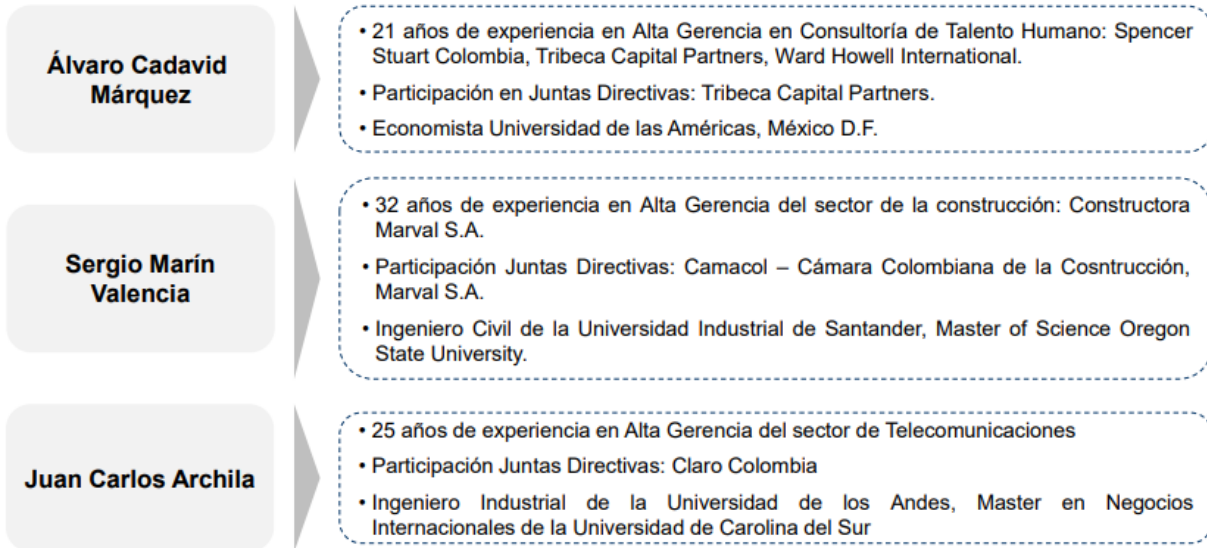 Álvaro Cadavid
Márquez
• 21 años de experiencia en Alta Gerencia en Consultoría de Talento Humano: Spencer
Stuart Colombia, Tribeca Capital Partners, Ward Howell International.
• Participación en Juntas Directivas: Tribeca Capital Partners.
• Economista Universidad de las Américas, México D.F.
Sergio Marín
Valencia
• 32 años de experiencia en Alta Gerencia del sector de la construcción: Constructora
Marval S.A.
• Participación Juntas Directivas: Camacol – Cámara Colombiana de la Cosntrucción,
Marval S.A.
• Ingeniero Civil de la Universidad Industrial de Santander, Master of Science Oregon
State University.
Juan Carlos Archila
• 25 años de experiencia en Alta Gerencia del sector de Telecomunicaciones
• Participación Juntas Directivas: Claro Colombia
• Ingeniero Industrial de la Universidad de los Andes, Master en Negocios
Internacionales de la Universidad de Carolina del Sur